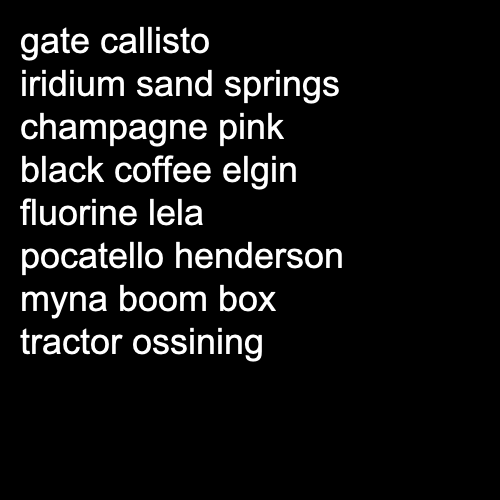 gate callisto
iridium sand springs
champagne pink
black coffee elgin
fluorine lela
pocatello henderson
myna boom box
tractor ossining